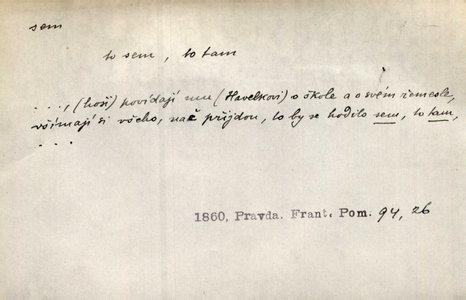 sem
to sem, to tam
..., (hoši) povídají mu (Havelkovi) o škole a o svém řemesle,
všímají si všeho, nač přijdou, to by se hodilo sem, to tam,
...
1860, Pravda. Frant. Pom. 94, 26